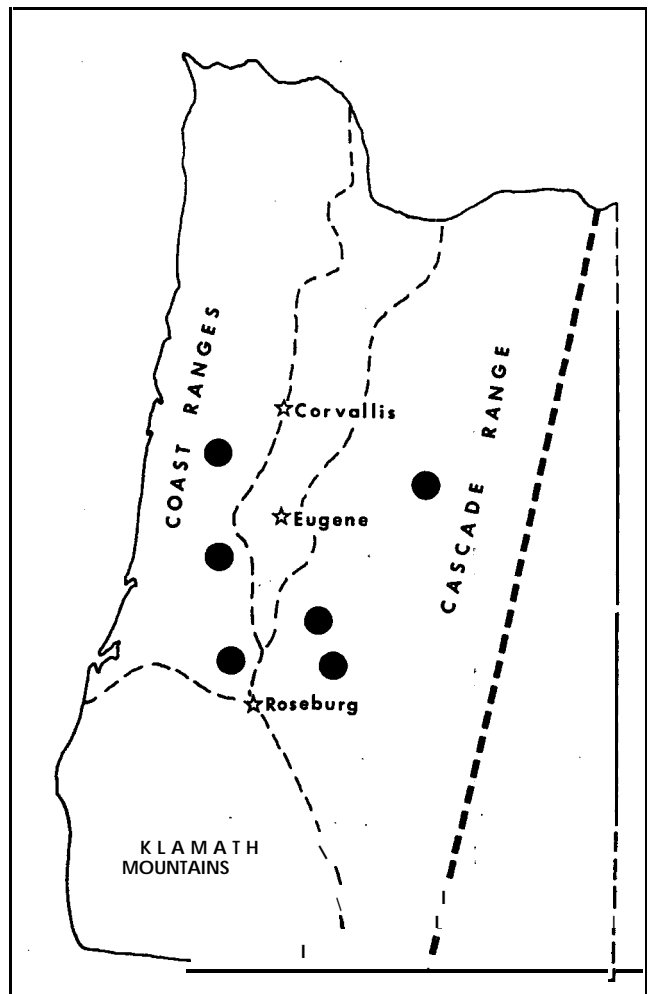 COAST RANGES
Corvallis
CASCADE RANGE
Eugene
Roseburg
KLAMATH
MOUNTAINS